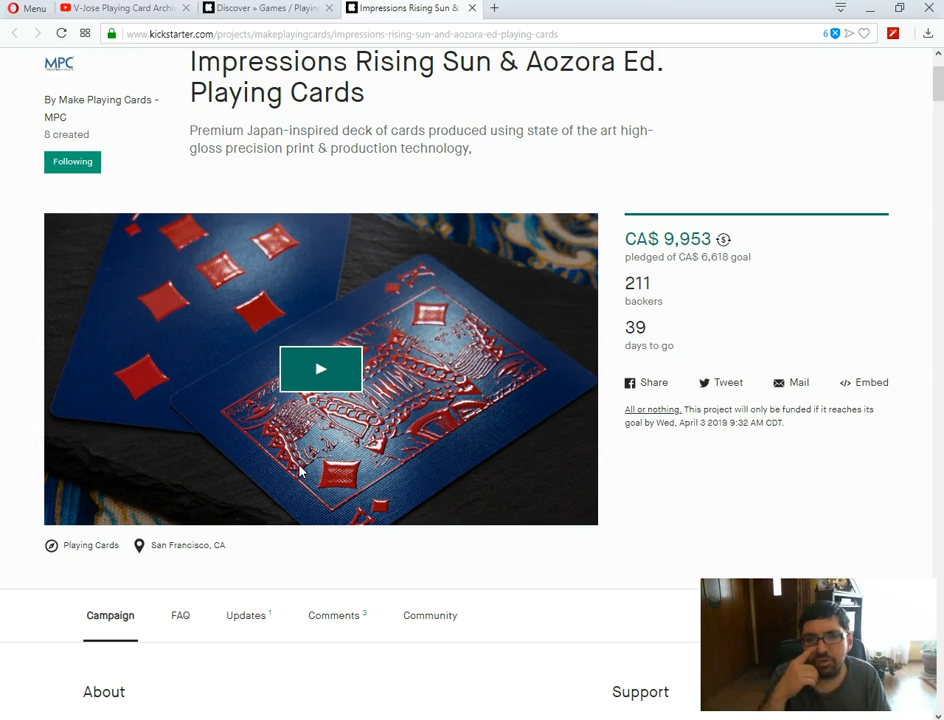 Menu
V-Jose Playing Card Archi
Discover » Games / Playin
Impressions Rising Sun &
www.kickstarter.com/projects/makeplayingcards/impressions-rising-sun-and-aozora-ed-playing-cards
6
MPC
Impressions Rising Sun & Aozora Ed.
Playing Cards
By Make Playing Cards -
MPC
8 created
Following
Premium Japan-inspired deck of cards produced using state of the art high-
gloss precision print & production technology,
CA$ 9,953
pledged of CA$ 6,618 goal
211
backers
39
days to go
Share
Tweet
Mail
Embed
All or nothing. This project will only be funded if it reaches its
goal by Wed, April 3 2019 9:32 AM CDT.
K
K
Playing Cards
San Francisco, CA
Campaign
FAQ
Updates 1
Comments 3
Community
About
Support